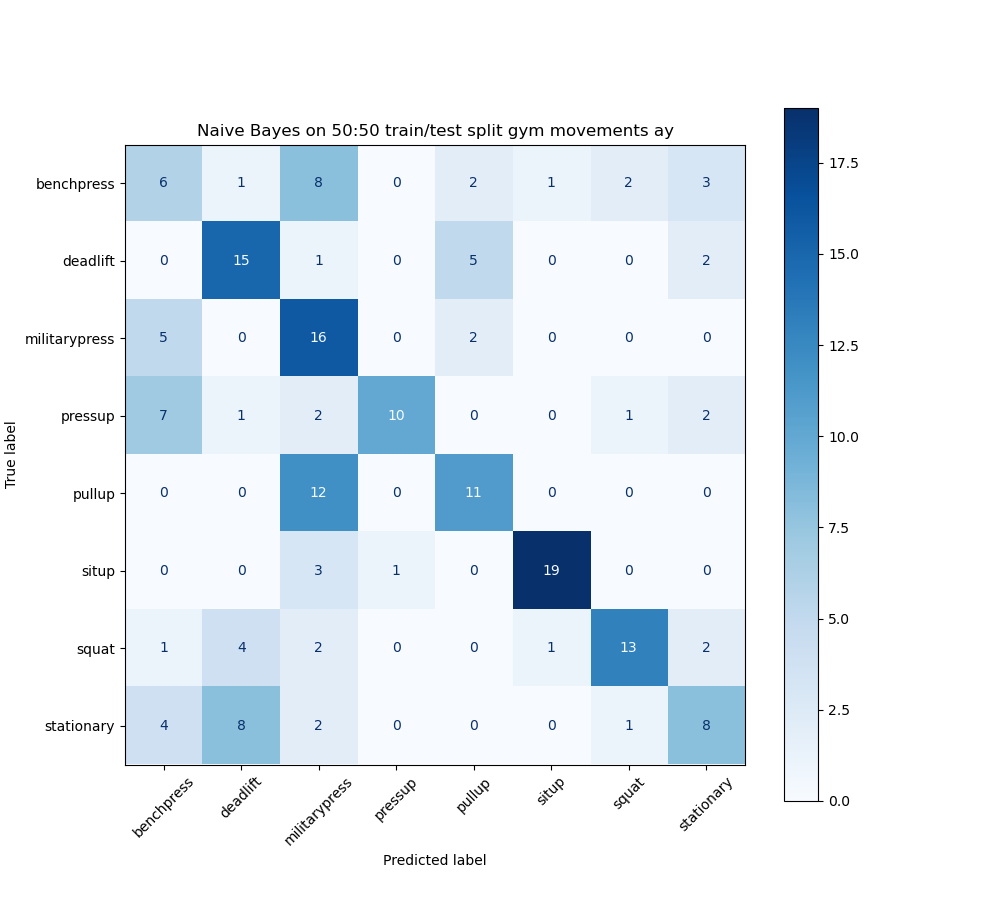 Naive Bayes on 50:50 train/test split gym movements ay
benchpress 6 1 8 0 2 1 2 3
deadlift 0 15 1 0 5 0 0 2
militarypress 5 0 16 0 2 0 0 0
pressup 7 1 2 10 0 0 1 2
pullup 0 0 12 0 11 0 0 0
situp 0 0 3 1 0 19 0 0
squat 1 4 2 0 0 1 13 2
stationary 4 8 2 0 0 0 1 8
True label
benchpress deadlift militarypress pressup pullup situp squat stationary
Predicted label
17.5
15.0
12.5
10.0
7.5
5.0
2.5
0.0